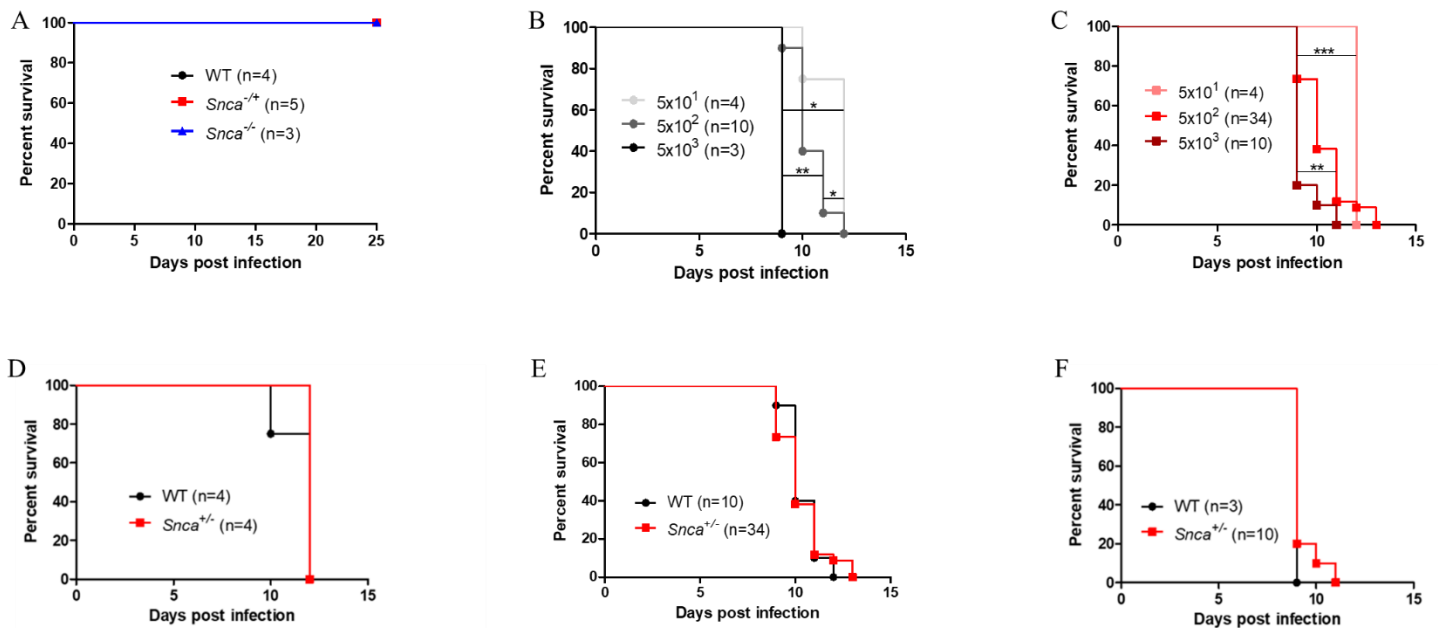 A
Percent survival
100
80
60
40
20
0
WT (n=4)
Snca⁻/⁺ (n=5)
Snca⁻/⁻ (n=3)
0 5 10 15 20 25
Days post infection
B
Percent survival
100
80
60
40
20
0
5x10¹ (n=4)
5x10² (n=10)
5x10³ (n=3)
*
**
*
0 5 10 15
Days post infection
C
Percent survival
100
80
60
40
20
0
5x10¹ (n=4)
5x10² (n=34)
5x10³ (n=10)
***
**
0 5 10 15
Days post infection
D
Percent survival
100
80
60
40
20
0
WT (n=4)
Snca⁺/⁻ (n=4)
0 5 10 15
Days post infection
E
Percent survival
100
80
60
40
20
0
WT (n=10)
Snca⁺/⁻ (n=34)
0 5 10 15
Days post infection
F
Percent survival
100
80
60
40
20
0
WT (n=3)
Snca⁺/⁻ (n=10)
0 5 10 15
Days post infection